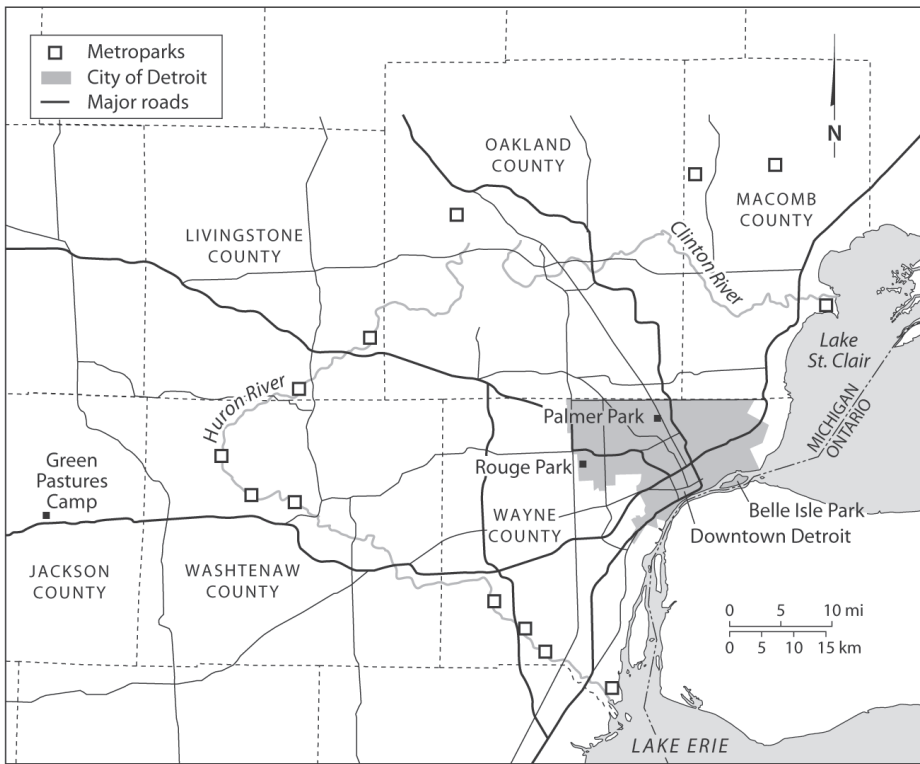 Metroparks
City of Detroit
Major roads
N
OAKLAND
COUNTY
MACOMB
COUNTY
LIVINGSTONE
COUNTY
Clinton River
Lake
St. Clair
Huron River
MICHIGAN
ONTARIO
Palmer Park
Green
Pastures
Camp
Rouge Park
Belle Isle Park
WAYNE
COUNTY
Downtown Detroit
JACKSON
COUNTY
WASHTENAW
COUNTY
0 5 10 mi
0 5 10 15 km
LAKE ERIE